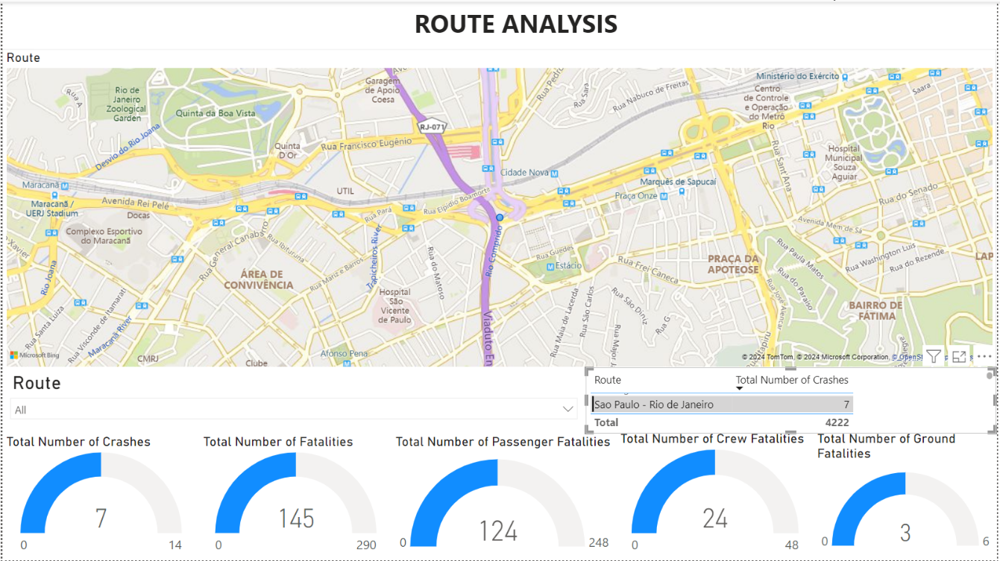 ROUTE ANALYSIS
Route
Rua A
Rio de
Janeiro
Zoological
Garden
Quinta da Boa Vista
Desvio do Rio Joana
Garagem
de Apoio
Coesa
RJ-071
Quinta
D'Or
Rua Francisco Eugênio
Rua Pedro
Rua Sara
Rua Nabuco de Freitas
Ministério do Exército
Centro
de Controle
e Operação
do Metrô
Rio
Saara
Hospital
Municipal
Souza
Aguiar
Rua Sant'Ana
Rua do Senado
Maracanã
Maracanã /
UERJ Stadium
Avenida Rei Pelé
Docas
UTIL
Cidade Nova
Marquês de Sapucaí
Praça Onze
Rua Elpídio Boamorte
Rua Pará
Complexo Esportivo
do Maracanã
Xavier
Rio Joana
Rua General Canabarro
Rua Ibituruna
Trapicheiros River
Rio Comprido
Avenida Mem de Sá
Rua Washington Luis
Rua do Rezende
LAP
Rua Paula Matos
Rua do Paraíso
PRAÇA DA
APOTEOSE
Rua Guedes
Estácio
Rua Frei Caneca
ÁREA DE
CONVIVÊNCIA
Rua Mariz e Barros
Rua do Matoso
Hospital
São
Vicente
de Paulo
Rua Santa Luiza
Rua Visconde de Itamarati
Maracanã River
Rua Maia de Lacerda
Rua São Carlos
Rua São Diniz
Rua G
Rua Major
Rua José Alencar
BAIRRO DE
FÁTIMA
Viaduto En
Afonso Pena
CMRJ
Clube
Itapiru
Microsoft Bing
© 2024 TomTom, © 2024 Microsoft Corporation, © OpenSt
Route
All
Route Total Number of Crashes
Sao Paulo - Rio de Janeiro 7
Total 4222
Total Number of Crashes
7
0 14
Total Number of Fatalities
145
0 290
Total Number of Passenger Fatalities
124
0 248
Total Number of Crew Fatalities
24
0 48
Total Number of Ground
Fatalities
3
0 6